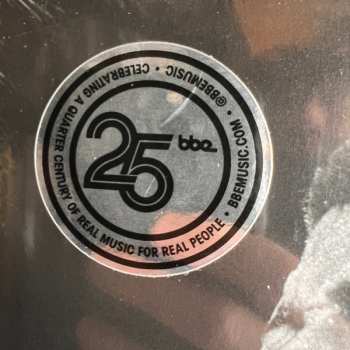 25 bbe
CELEBRATING A QUARTER CENTURY OF REAL MUSIC FOR REAL PEOPLE • BBEMUSIC.COM • @BBEMUSIC •